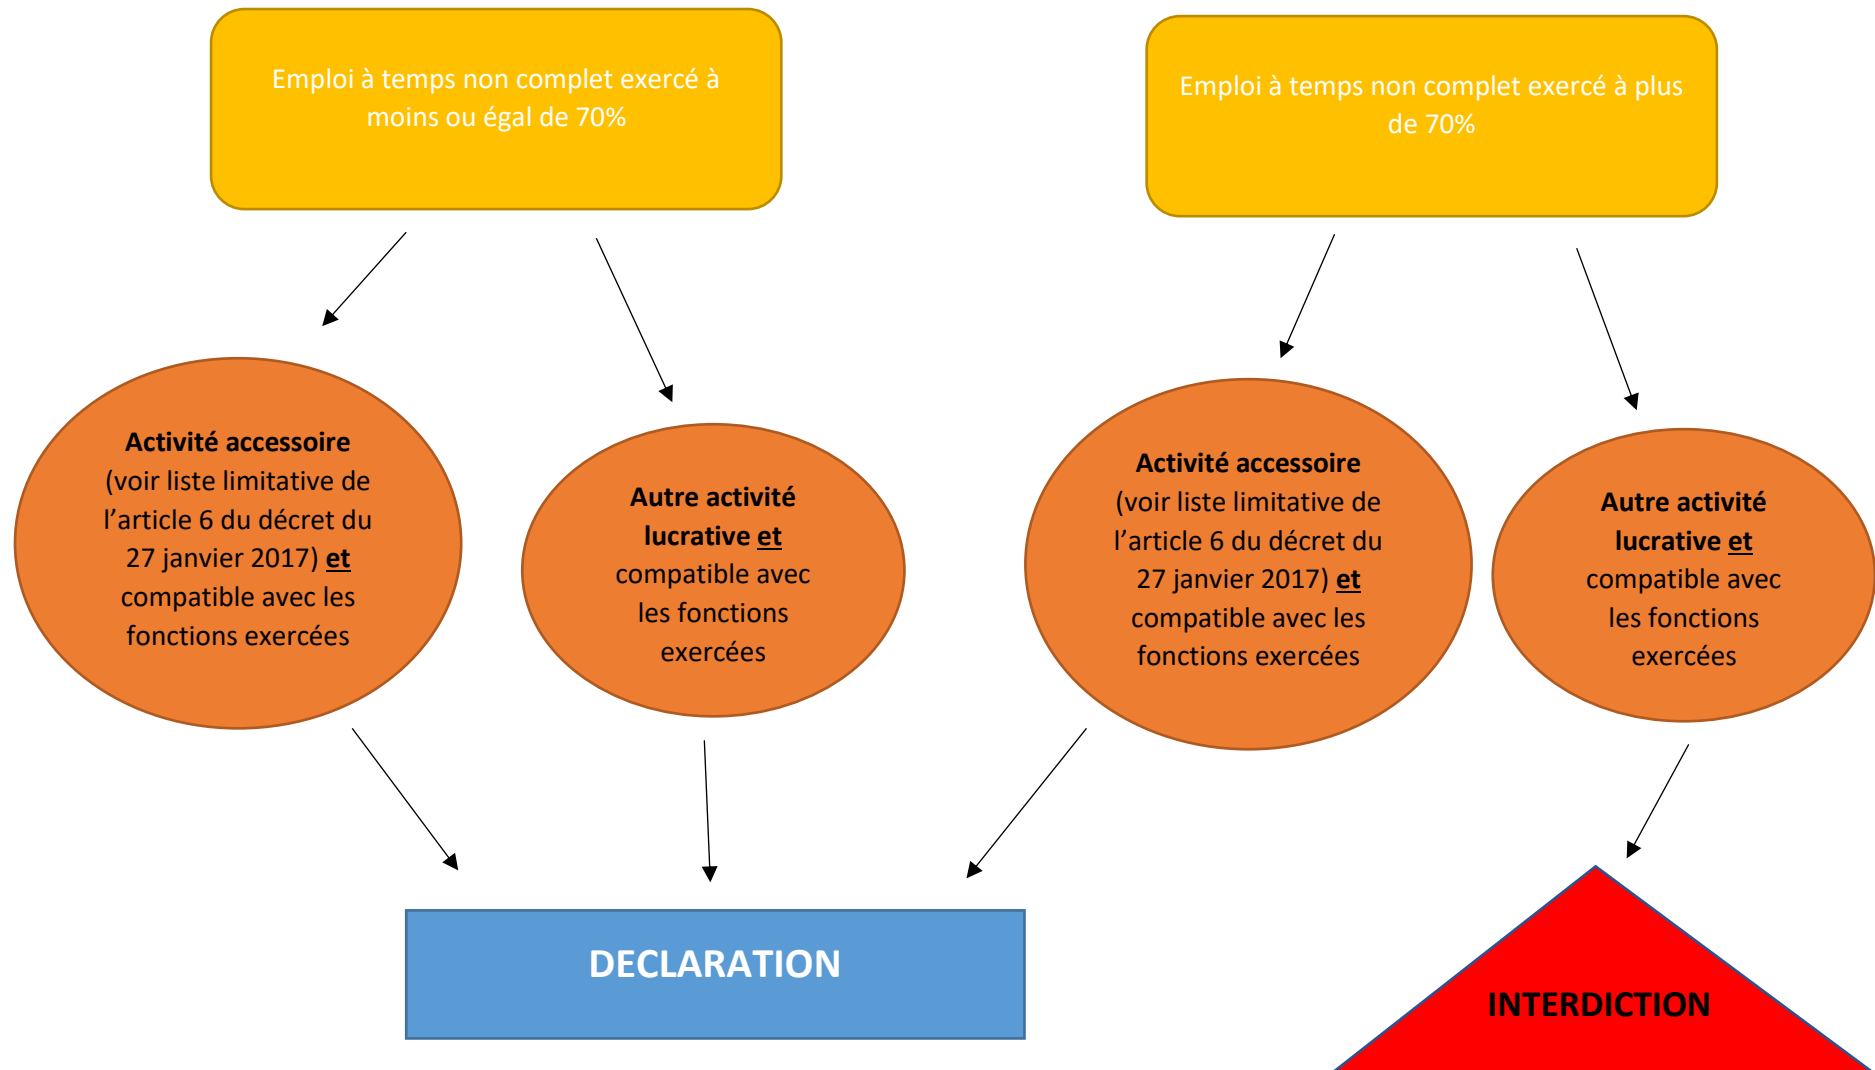 Emploi à temps non complet exercé à
moins ou égal de 70%
Emploi à temps non complet exercé à plus
de 70%
Activité accessoire
(voir liste limitative de
l’article 6 du décret du
27 janvier 2017) et
compatible avec les
fonctions exercées
Autre activité
lucrative et
compatible avec
les fonctions
exercées
Activité accessoire
(voir liste limitative de
l’article 6 du décret du
27 janvier 2017) et
compatible avec les
fonctions exercées
Autre activité
lucrative et
compatible avec
les fonctions
exercées
DECLARATION
INTERDICTION